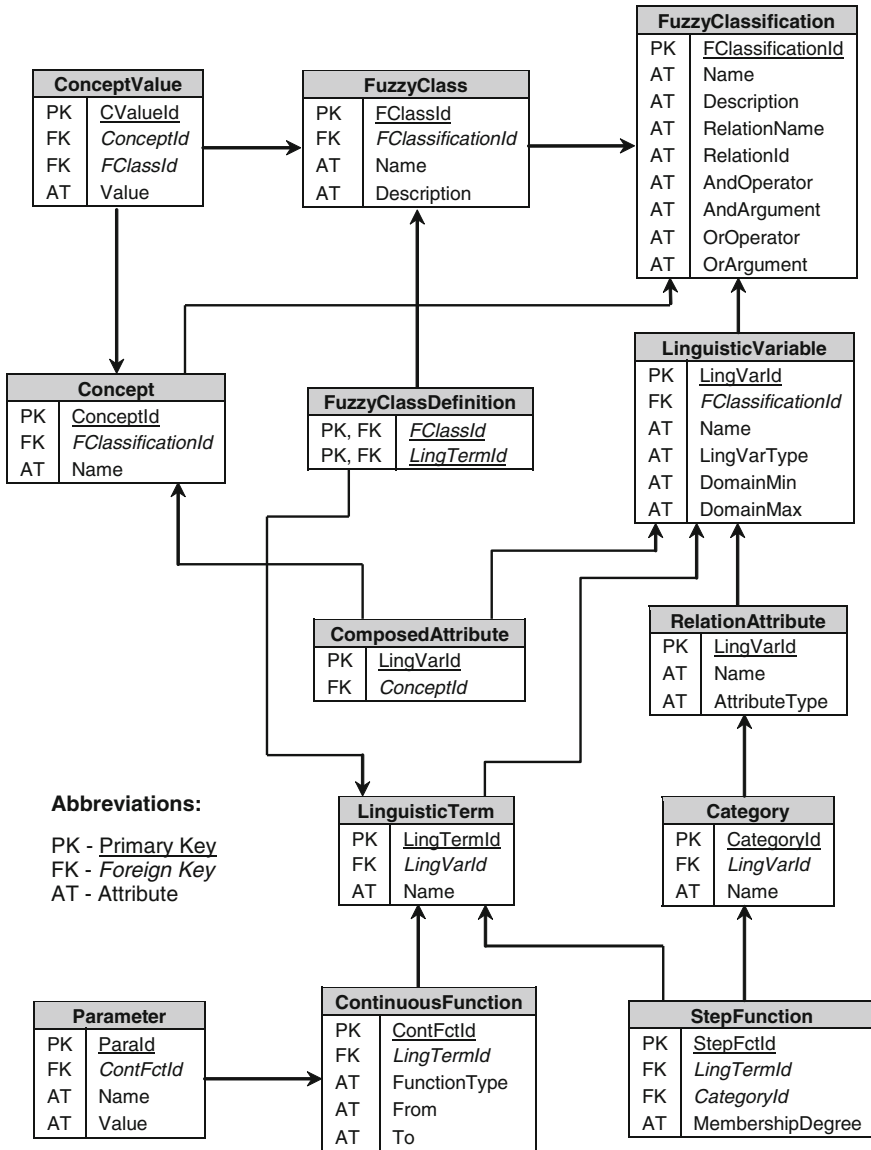 FuzzyClassification
PK FClassificationId
AT Name
AT Description
AT RelationName
AT RelationId
AT AndOperator
AT AndArgument
AT OrOperator
AT OrArgument
ConceptValue
PK CValueId
FK ConceptId
FK FClassId
AT Value
FuzzyClass
PK FClassId
FK FClassificationId
AT Name
AT Description
LinguisticVariable
PK LingVarId
FK FClassificationId
AT Name
AT LingVarType
AT DomainMin
AT DomainMax
Concept
PK ConceptId
FK FClassificationId
AT Name
FuzzyClassDefinition
PK, FK FClassId
PK, FK LingTermId
ComposedAttribute
PK LingVarId
FK ConceptId
RelationAttribute
PK LingVarId
AT Name
AT AttributeType
Abbreviations:
PK - Primary Key
FK - Foreign Key
AT - Attribute
LinguisticTerm
PK LingTermId
FK LingVarId
AT Name
Category
PK CategoryId
FK LingVarId
AT Name
Parameter
PK ParaId
FK ContFctId
AT Name
AT Value
ContinuousFunction
PK ContFctId
FK LingTermId
AT FunctionType
AT From
AT To
StepFunction
PK StepFctId
FK LingTermId
FK CategoryId
AT MembershipDegree